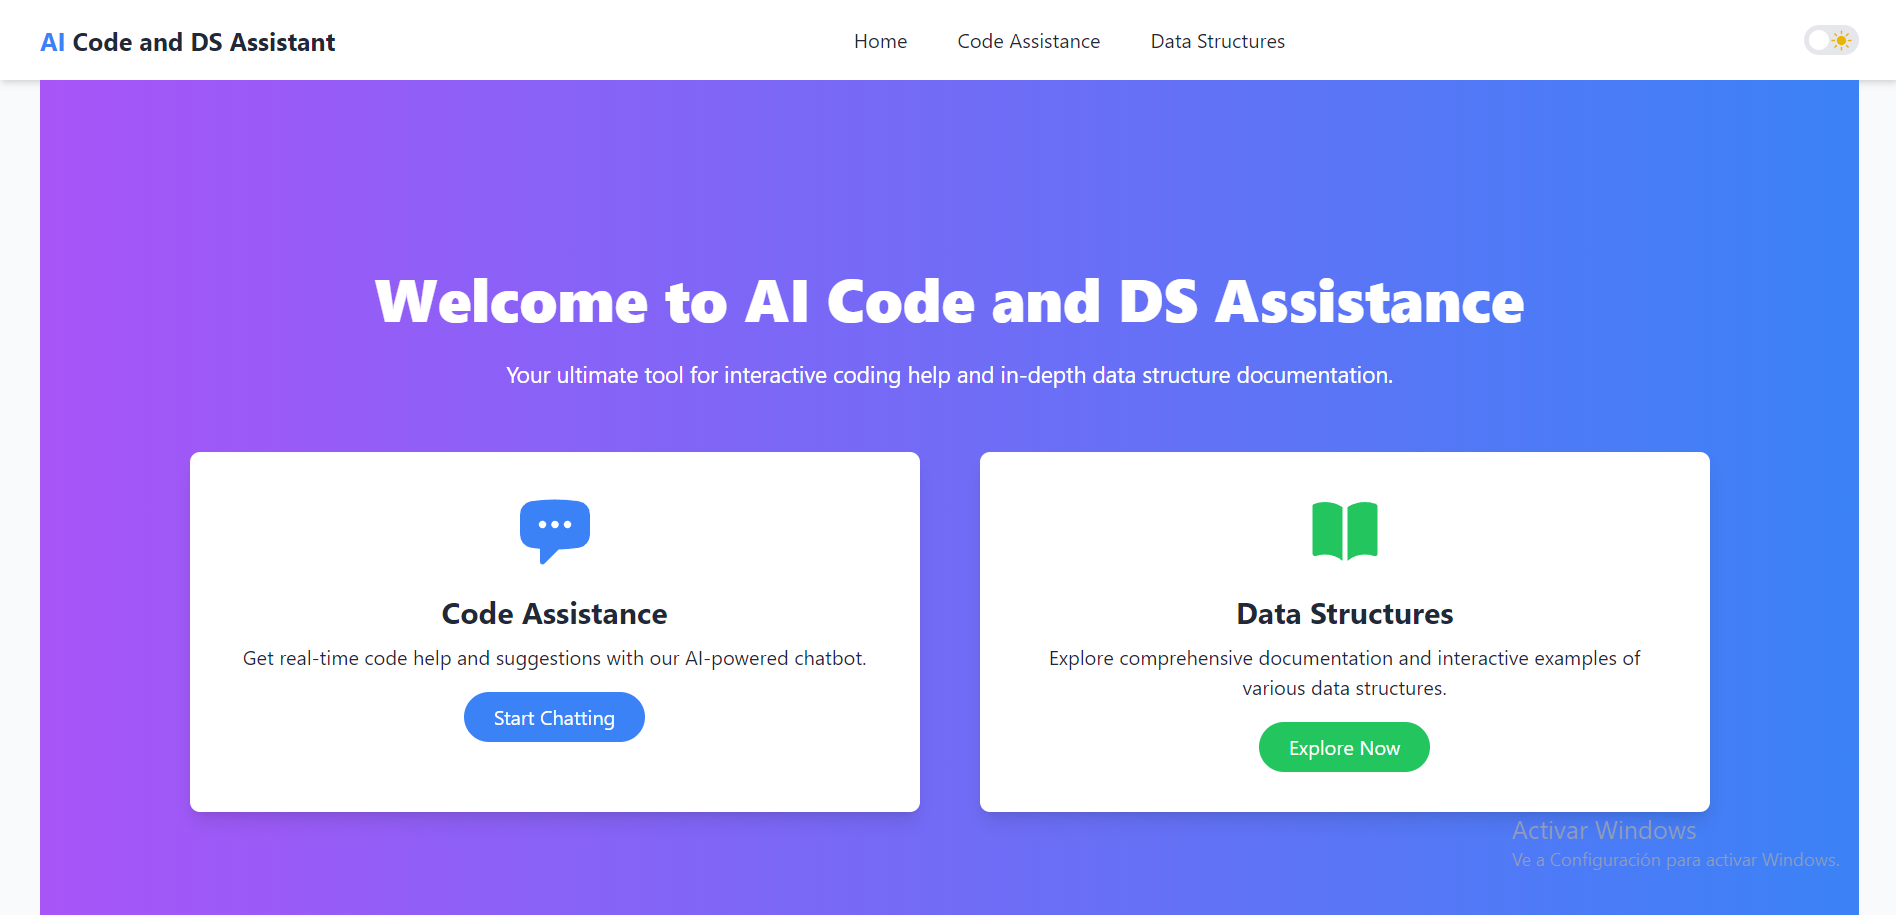 AI Code and DS Assistant
Home
Code Assistance
Data Structures
Welcome to AI Code and DS Assistance
Your ultimate tool for interactive coding help and in-depth data structure documentation.
Code Assistance
Get real-time code help and suggestions with our AI-powered chatbot.
Start Chatting
Data Structures
Explore comprehensive documentation and interactive examples of
various data structures.
Explore Now
Activar Windows
Ve a Configuración para activar Windows.